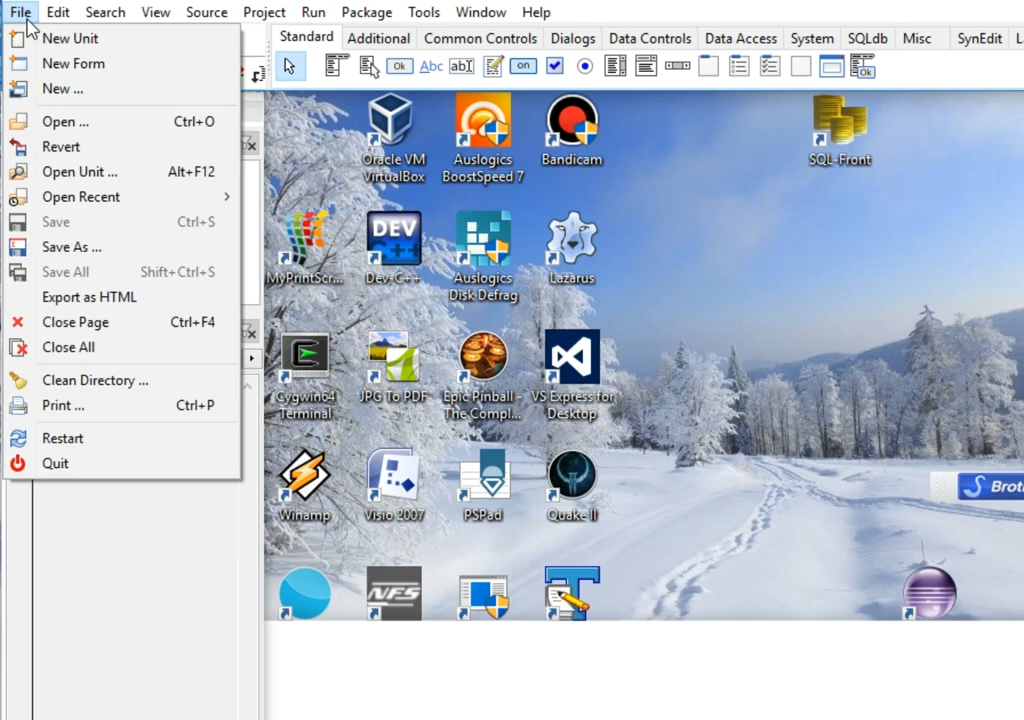 File Edit Search View Source Project Run Package Tools Window Help
New Unit
New Form
New ...
Open ... Ctrl+O
Revert
Open Unit ... Alt+F12
Open Recent
Save Ctrl+S
Save As ...
Save All Shift+Ctrl+S
Export as HTML
Close Page Ctrl+F4
Close All
Clean Directory ...
Print ... Ctrl+P
Restart
Quit
Standard Additional Common Controls Dialogs Data Controls Data Access System SQLdb Misc SynEdit L
Ok Abc abI on Ok
Oracle VM
VirtualBox
Auslogics
BoostSpeed 7
Bandicam
SQL-Front
MyPrintScr...
DEV
C++
Dev-C++
Auslogics
Disk Defrag
Lazarus
Cygwin64
Terminal
JPG To PDF
Epic Pinball -
The Compl...
VS Express for
Desktop
Winamp
Visio 2007
PSPad
Quake II
Brot
NFS